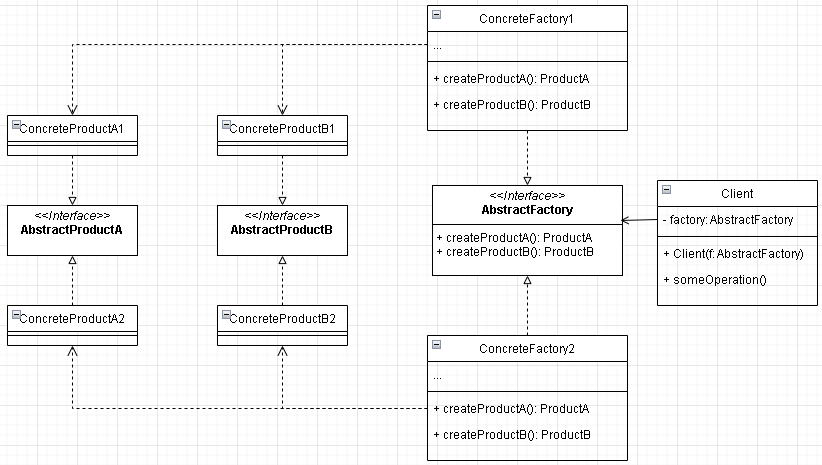 ConcreteFactory1
...
+ createProductA(): ProductA
+ createProductB(): ProductB
ConcreteProductA1
ConcreteProductB1
<<Interface>>
AbstractProductA
<<Interface>>
AbstractProductB
<<Interface>>
AbstractFactory
+ createProductA(): ProductA
+ createProductB(): ProductB
Client
- factory: AbstractFactory
+ Client(f: AbstractFactory)
+ someOperation()
ConcreteProductA2
ConcreteProductB2
ConcreteFactory2
...
+ createProductA(): ProductA
+ createProductB(): ProductB